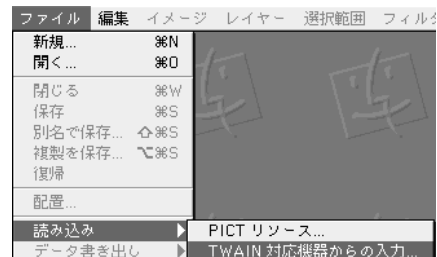 ファイル 編集 イメージ レイヤー 選択範囲 フィルタ
新規... ⌘N
開く... ⌘O
閉じる ⌘W
保存 ⌘S
別名で保存... ⇧⌘S
複製を保存... ⌥⌘S
復帰
配置...
読み込み ▶ PICT リソース...
データ書き出し ▶ TWAIN 対応機器からの入力...